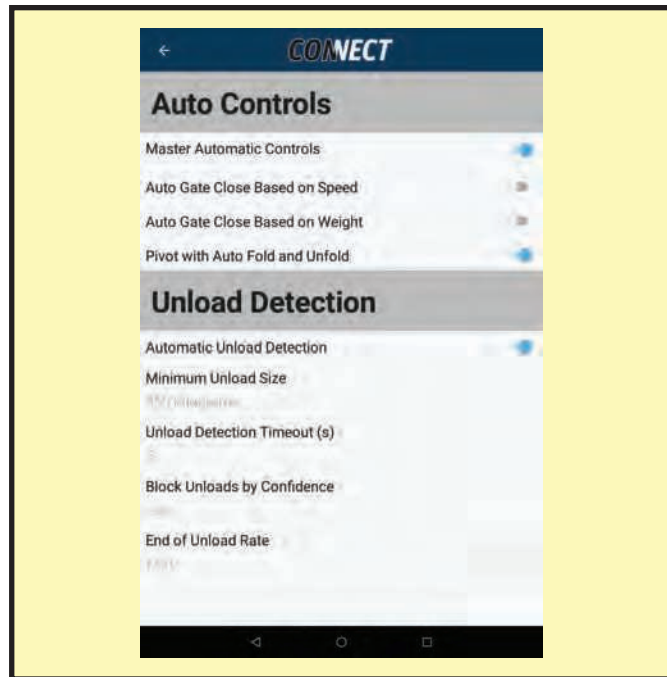 CONNECT
Auto Controls
Master Automatic Controls
Auto Gate Close Based on Speed
Auto Gate Close Based on Weight
Pivot with Auto Fold and Unfold
Unload Detection
Automatic Unload Detection
Minimum Unload Size
Unload Detection Timeout (s)
Block Unloads by Confidence
End of Unload Rate